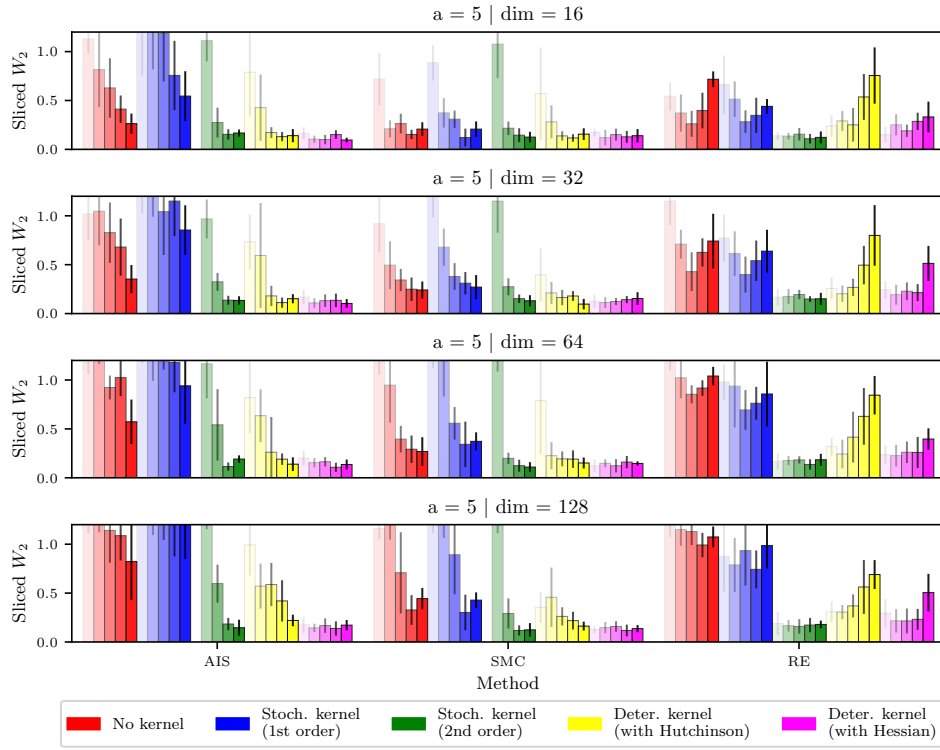 a = 5 | dim = 16
Sliced W2
1.0
0.5
0.0
a = 5 | dim = 32
Sliced W2
1.0
0.5
0.0
a = 5 | dim = 64
Sliced W2
1.0
0.5
0.0
a = 5 | dim = 128
Sliced W2
1.0
0.5
0.0
AIS SMC RE
Method
No kernel
Stoch. kernel
(1st order)
Stoch. kernel
(2nd order)
Deter. kernel
(with Hutchinson)
Deter. kernel
(with Hessian)